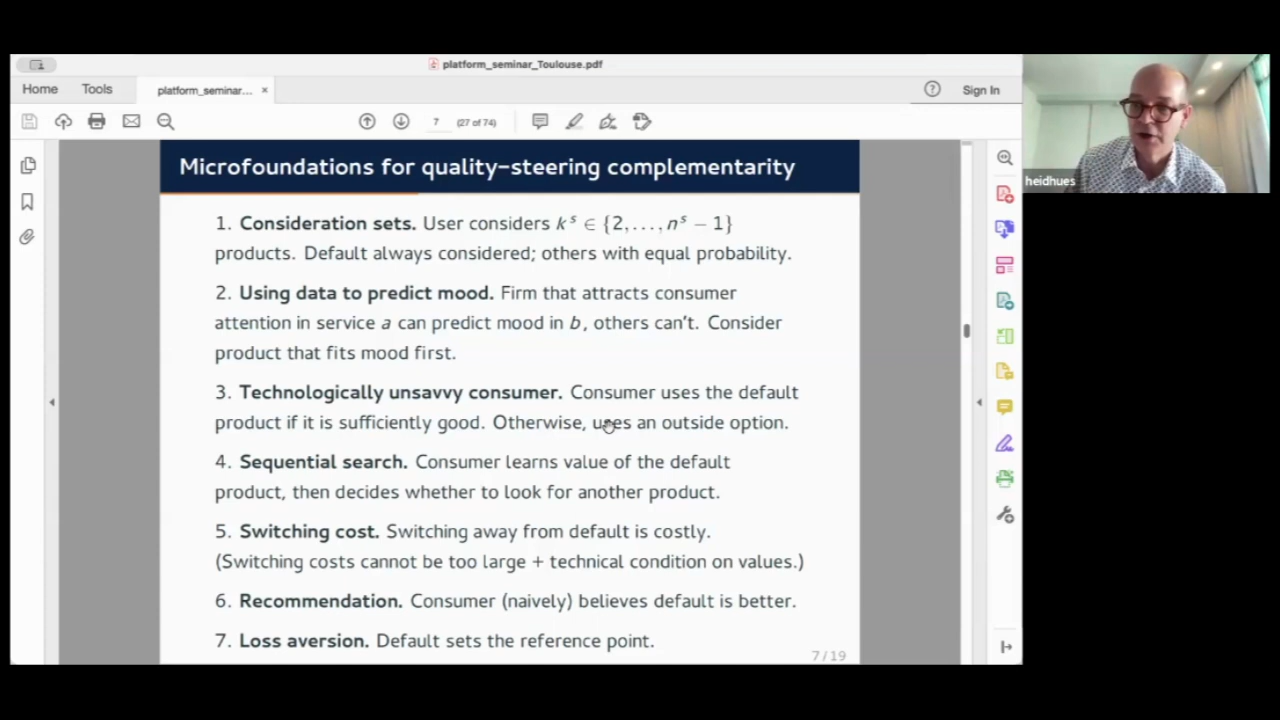 platform_seminar_Toulouse.pdf
Home Tools platform_seminar... × Sign In
7 (27 of 74)
Microfoundations for quality-steering complementarity
1. Consideration sets. User considers kˢ ∈ {2, . . . , nˢ − 1}
products. Default always considered; others with equal probability.
2. Using data to predict mood. Firm that attracts consumer
attention in service a can predict mood in b, others can't. Consider
product that fits mood first.
3. Technologically unsavvy consumer. Consumer uses the default
product if it is sufficiently good. Otherwise, uses an outside option.
4. Sequential search. Consumer learns value of the default
product, then decides whether to look for another product.
5. Switching cost. Switching away from default is costly.
(Switching costs cannot be too large + technical condition on values.)
6. Recommendation. Consumer (naively) believes default is better.
7. Loss aversion. Default sets the reference point.
7 / 19
heidhues